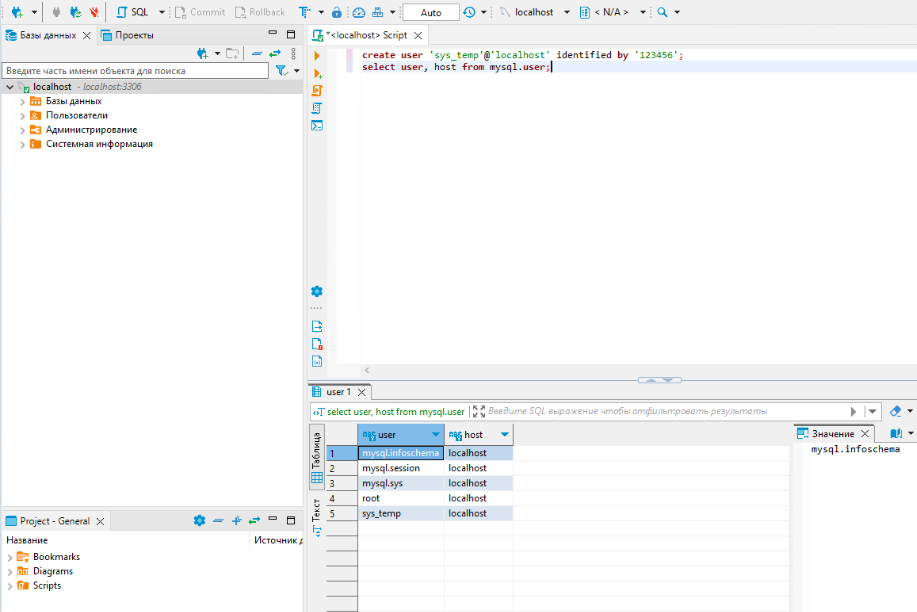 SQL Commit Rollback Auto localhost < N/A >
Базы данных Проекты
*<localhost> Script
Введите часть имени объекта для поиска
localhost - localhost:3306
Базы данных
Пользователи
Администрирование
Системная информация
create user 'sys_temp'@'localhost' identified by '123456';
select user, host from mysql.user;
user 1
select user, host from mysql.user Введите SQL выражение чтобы отфильтровать результаты
Таблица
Текст
user host
1 mysql.infoschema localhost
2 mysql.session localhost
3 mysql.sys localhost
4 root localhost
5 sys_temp localhost
Значение
mysql.infoschema
Project - General
Название Источник д
Bookmarks
Diagrams
Scripts